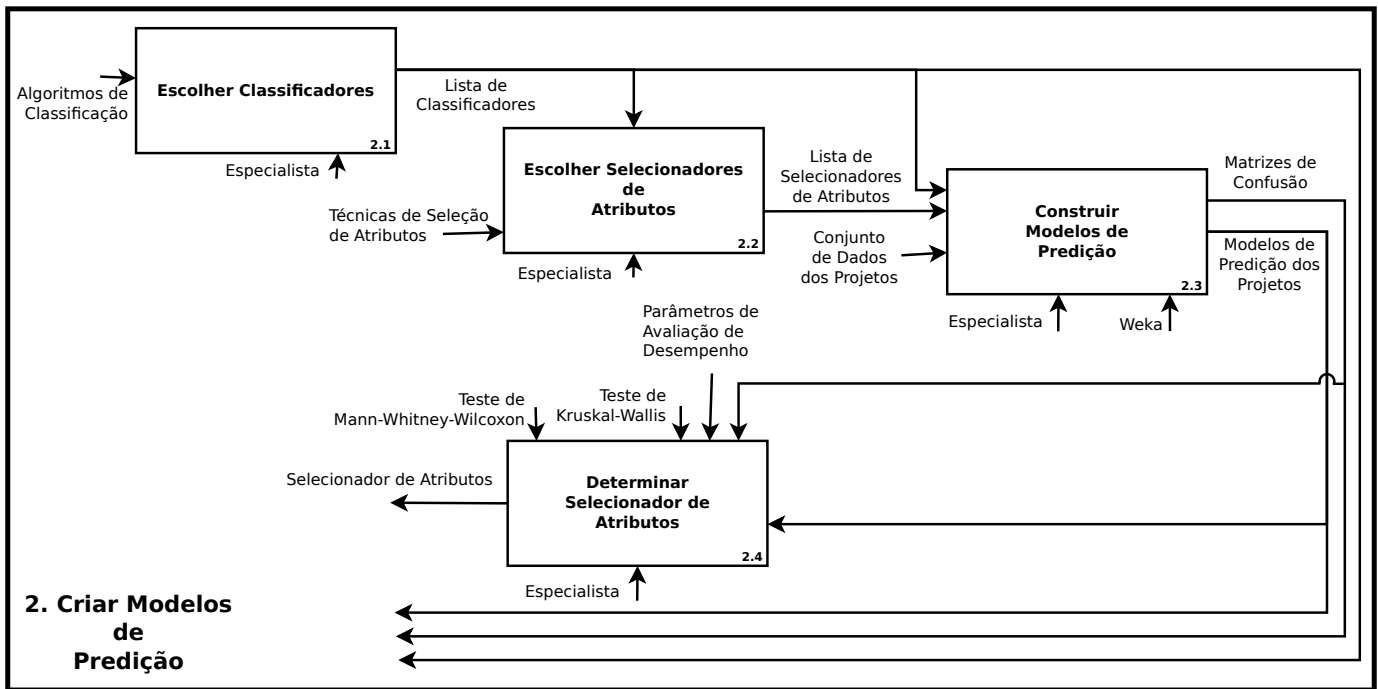 Escolher Classificadores
2.1
Algoritmos de
Classificação
Especialista
Lista de
Classificadores
Escolher Selecionadores
de
Atributos
2.2
Técnicas de Seleção
de Atributos
Especialista
Lista de
Selecionadores
de Atributos
Conjunto
de Dados
dos Projetos
Construir
Modelos de
Predição
2.3
Especialista
Weka
Matrizes de
Confusão
Modelos de
Predição dos
Projetos
Parâmetros de
Avaliação de
Desempenho
Teste de
Mann-Whitney-Wilcoxon
Teste de
Kruskal-Wallis
Determinar
Selecionador de
Atributos
2.4
Selecionador de Atributos
Especialista
2. Criar Modelos
de
Predição